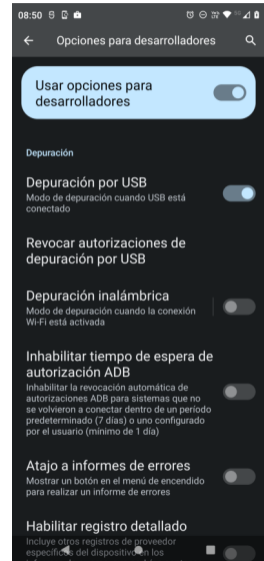 08:50
Opciones para desarrolladores
Usar opciones para
desarrolladores
Depuración
Depuración por USB
Modo de depuración cuando USB está
conectado
Revocar autorizaciones de
depuración por USB
Depuración inalámbrica
Modo de depuración cuando la conexión
Wi-Fi está activada
Inhabilitar tiempo de espera de
autorización ADB
Inhabilitar la revocación automática de
autorizaciones ADB para sistemas que no
se volvieron a conectar dentro de un período
predeterminado (7 días) o uno configurado
por el usuario (mínimo de 1 día)
Atajo a informes de errores
Mostrar un botón en el menú de encendido
para realizar un informe de errores
Habilitar registro detallado
Incluye otros registros de proveedor
específicos del dispositivo en los